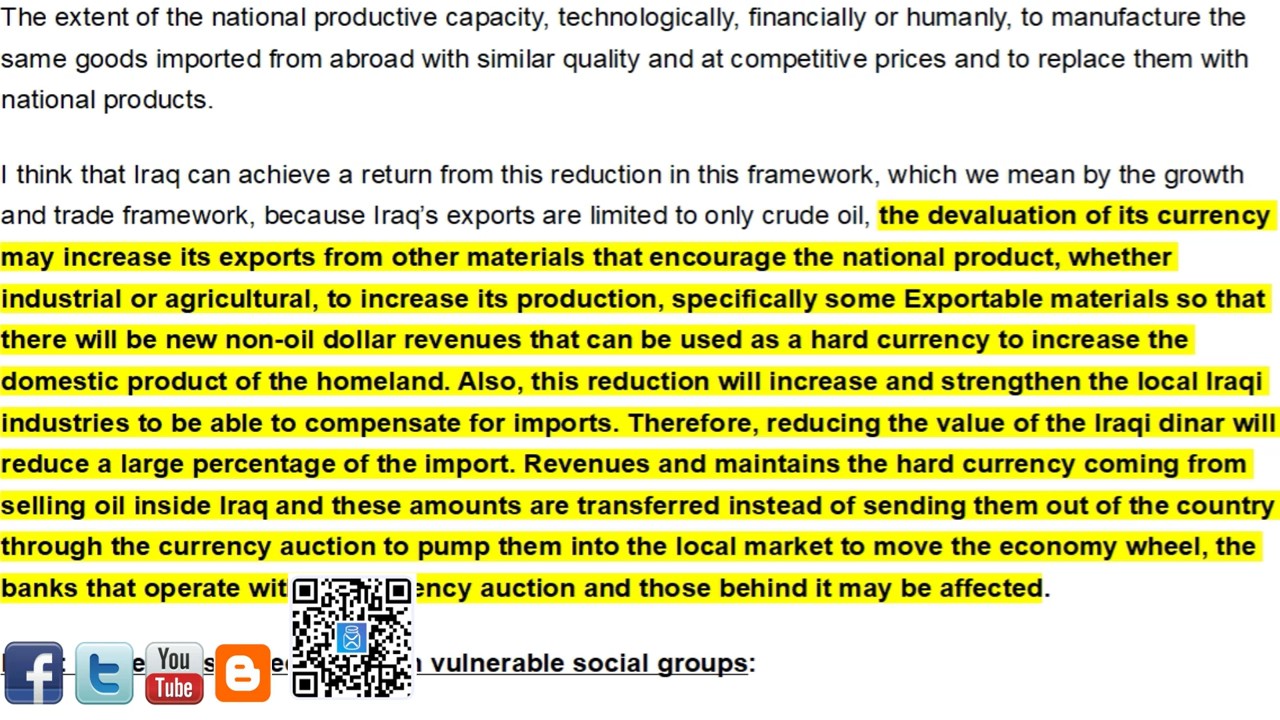 The extent of the national productive capacity, technologically, financially or humanly, to manufacture the
same goods imported from abroad with similar quality and at competitive prices and to replace them with
national products.
I think that Iraq can achieve a return from this reduction in this framework, which we mean by the growth
and trade framework, because Iraq's exports are limited to only crude oil, the devaluation of its currency
may increase its exports from other materials that encourage the national product, whether
industrial or agricultural, to increase its production, specifically some Exportable materials so that
there will be new non-oil dollar revenues that can be used as a hard currency to increase the
domestic product of the homeland. Also, this reduction will increase and strengthen the local Iraqi
industries to be able to compensate for imports. Therefore, reducing the value of the Iraqi dinar will
reduce a large percentage of the import. Revenues and maintains the hard currency coming from
selling oil inside Iraq and these amounts are transferred instead of sending them out of the country
through the currency auction to pump them into the local market to move the economy wheel, the
banks that operate auction and those behind it may be affected.
vulnerable social groups:
You
Tube